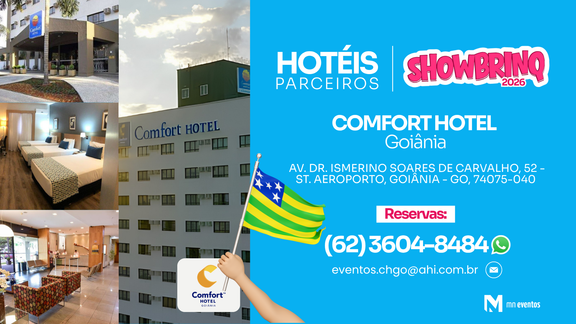 HOTÉIS
PARCEIROS
SHOWBRINQ
2026
COMFORT HOTEL
Goiânia
AV. DR. ISMERINO SOARES DE CARVALHO, 52 -
ST. AEROPORTO, GOIÂNIA - GO, 74075-040
Reservas:
(62) 3604-8484
eventos.chgo@ahi.com.br
mn eventos
Comfort HOTEL
Comfort
HOTEL
GOIÂNIA